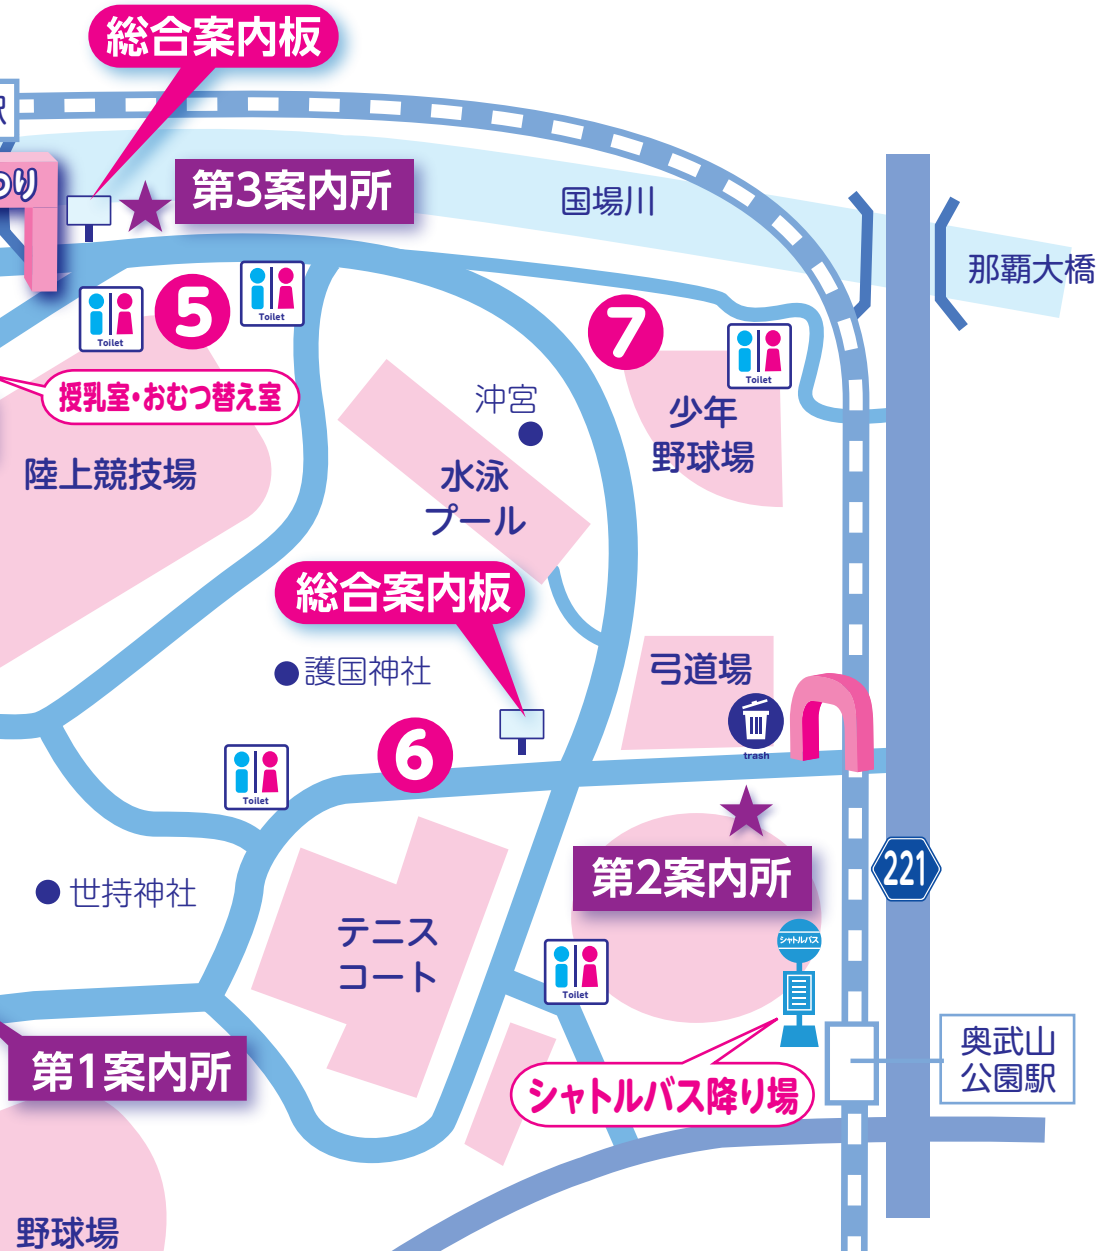 総合案内板
駅
第3案内所
国場川
那覇大橋
Toilet
5
Toilet
7
Toilet
授乳室・おむつ替え室
沖宮
少年
野球場
陸上競技場
水泳
プール
総合案内板
護国神社
弓道場
trash
6
Toilet
第2案内所
221
世持神社
テニス
コート
シャトルバス
Toilet
奥武山
公園駅
第1案内所
シャトルバス降り場
野球場